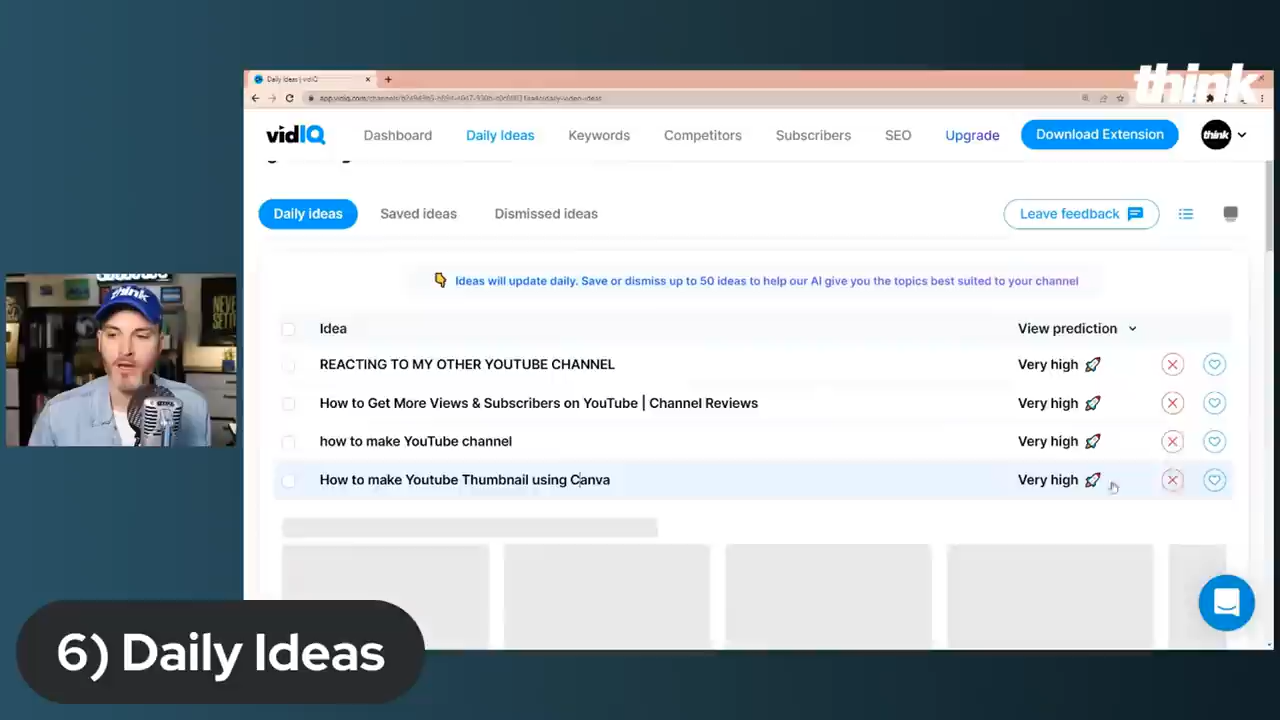 Daily Ideas | vidIQ
think
vidIQ
Dashboard
Daily Ideas
Keywords
Competitors
Subscribers
SEO
Upgrade
Download Extension
think
Daily ideas
Saved ideas
Dismissed ideas
Leave feedback
Ideas will update daily. Save or dismiss up to 50 ideas to help our AI give you the topics best suited to your channel
Idea
View prediction
REACTING TO MY OTHER YOUTUBE CHANNEL
Very high
How to Get More Views & Subscribers on YouTube | Channel Reviews
Very high
how to make YouTube channel
Very high
How to make Youtube Thumbnail using Canva
Very high
think
6) Daily Ideas